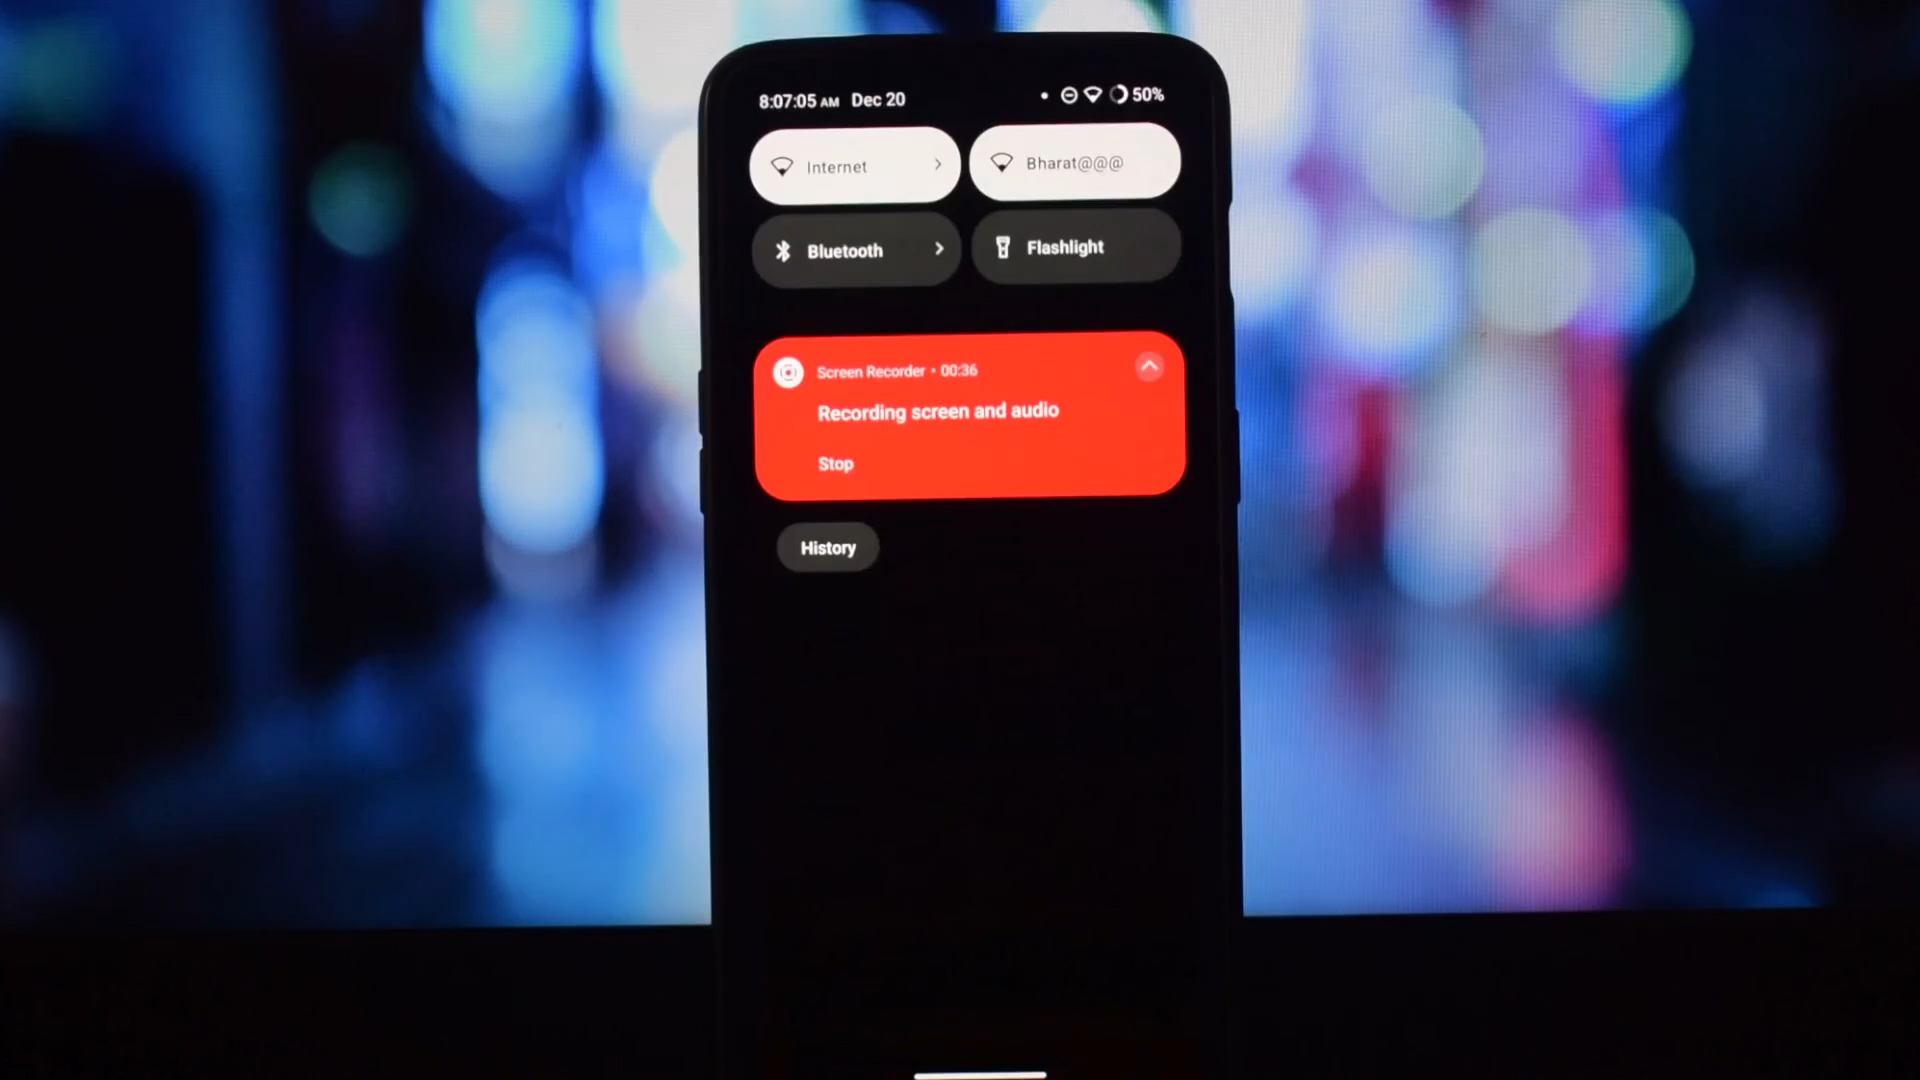 8:07:05 AM Dec 20
50%
Internet
Bharat@@@
Bluetooth
Flashlight
Screen Recorder • 00:36
Recording screen and audio
Stop
History